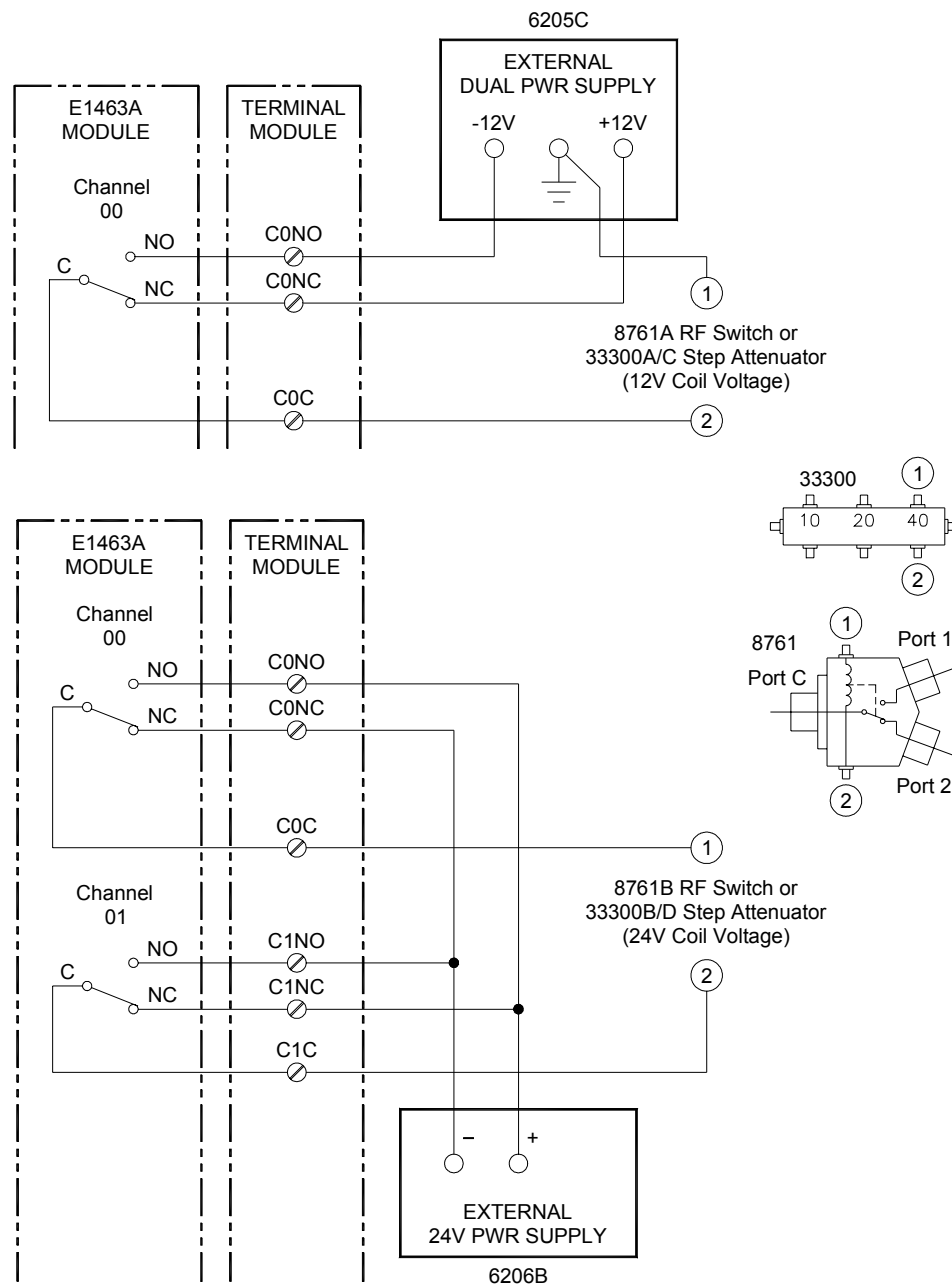 6205C
EXTERNAL
DUAL PWR SUPPLY
-12V
+12V
E1463A
MODULE
TERMINAL
MODULE
Channel
00
NO
C
NC
C0NO
C0NC
C0C
1
8761A RF Switch or
33300A/C Step Attenuator
(12V Coil Voltage)
2
33300
1
10 20 40
2
8761
1
Port 1
Port C
Port 2
2
E1463A
MODULE
TERMINAL
MODULE
Channel
00
NO
C
NC
C0NO
C0NC
C0C
1
8761B RF Switch or
33300B/D Step Attenuator
(24V Coil Voltage)
2
Channel
01
NO
C
NC
C1NO
C1NC
C1C
– +
EXTERNAL
24V PWR SUPPLY
6206B